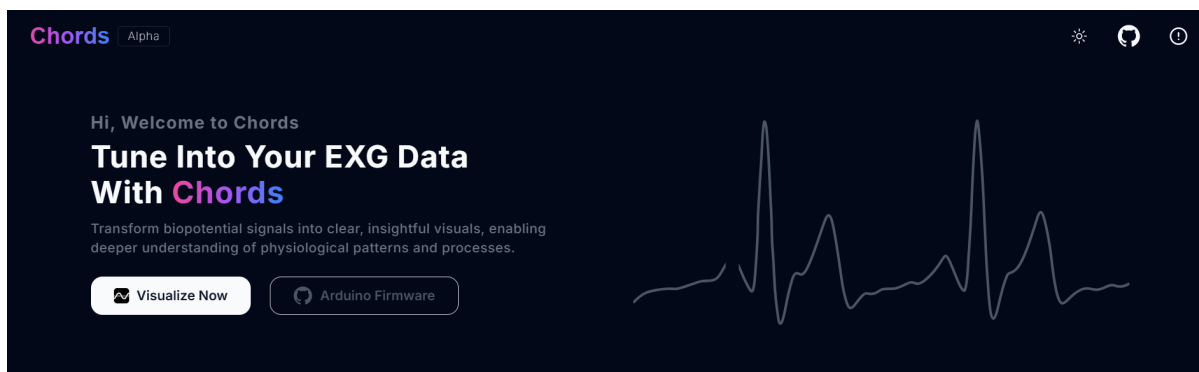 Chords Alpha
Hi, Welcome to Chords
Tune Into Your EXG Data
With Chords
Transform biopotential signals into clear, insightful visuals, enabling
deeper understanding of physiological patterns and processes.
Visualize Now
Arduino Firmware